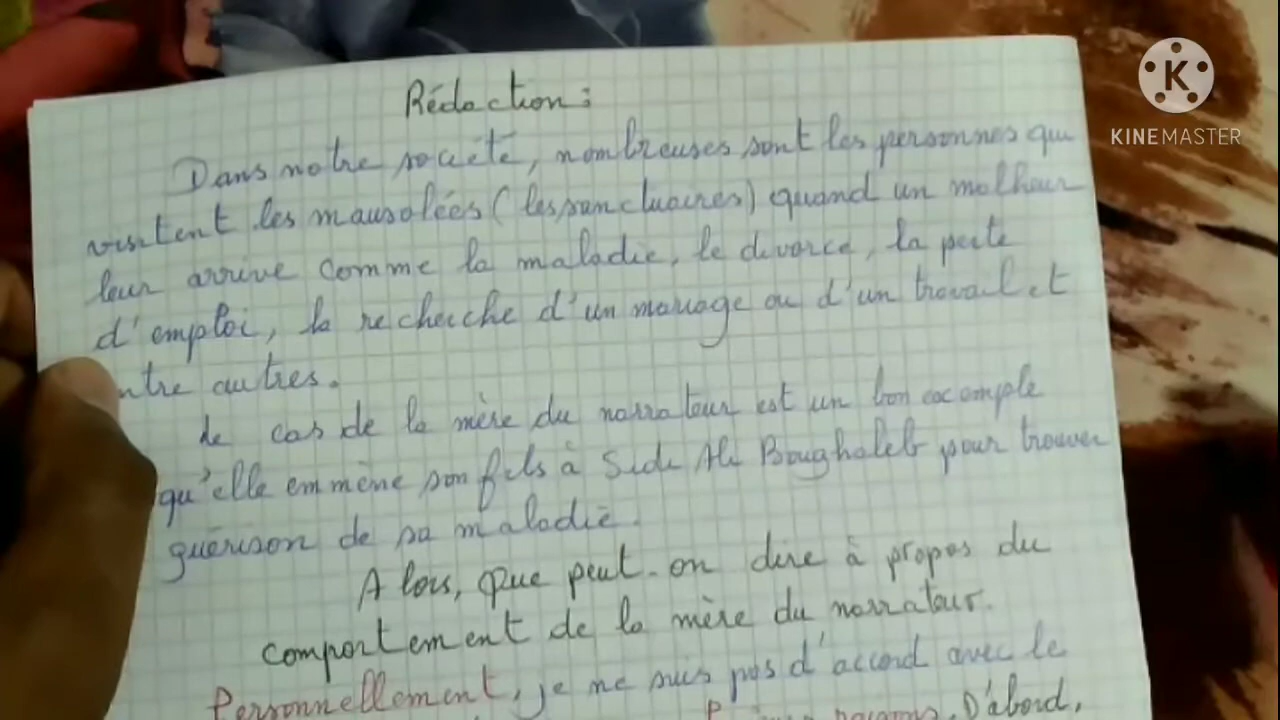 Rédaction:
Dans notre société, nombreuses sont les personnes qui
visitent les mausolées (les sanctuaires) quand un malheur
leur arrive comme la maladie, le divorce, la perte
d'emploi, la recherche d'un mariage ou d'un travail et
ntre autres.
Le cas de la mère du narrateur est un bon exemple
qu'elle emmène son fils à Sidi Ali Boughaleb pour trouver
guérison de sa maladie.
Alors, que peut-on dire à propos du
comportement de la mère du narrateur.
Personnellement, je ne suis pas d'accord avec le
raisons. D'abord,
K
KINEMASTER